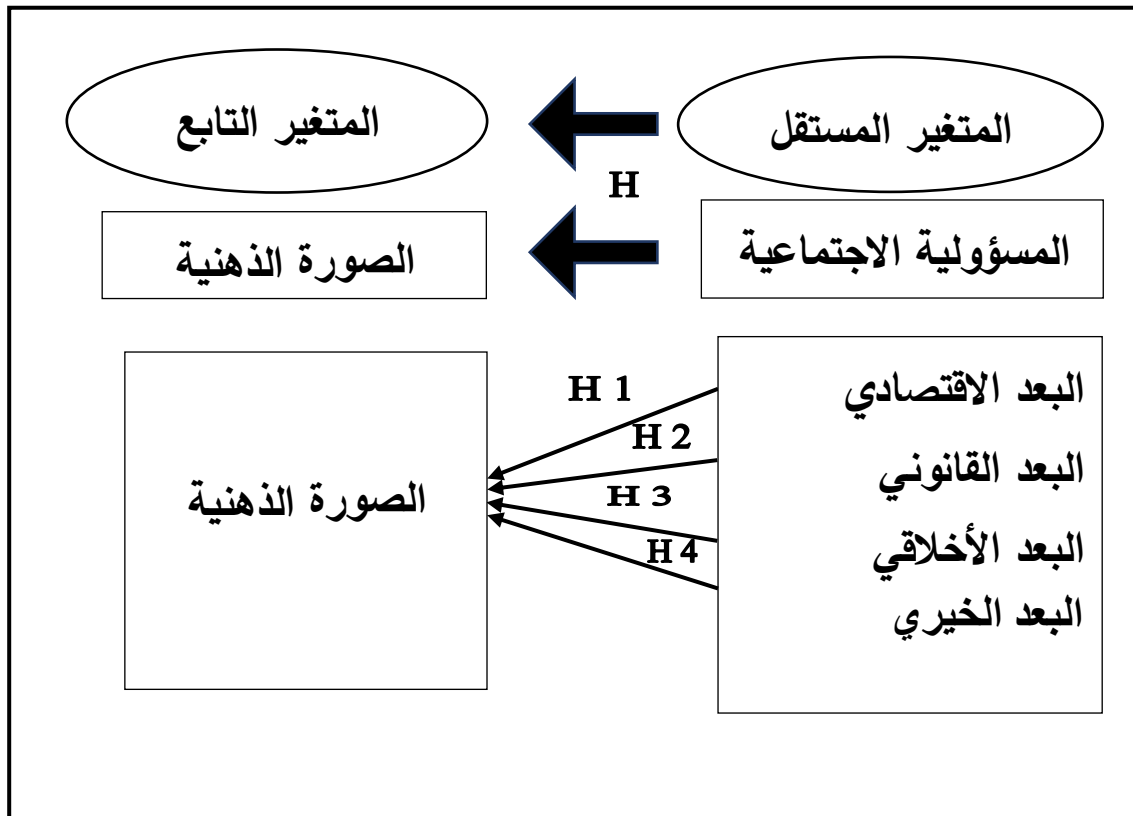 المتغير المستقل
المتغير التابع
H
المسؤولية الاجتماعية
الصورة الذهنية
البعد الاقتصادي
البعد القانوني
البعد الأخلاقي
البعد الخيري
H 1
H 2
H 3
H 4
الصورة الذهنية